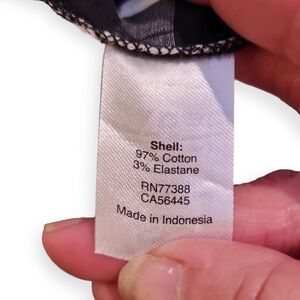 Shell:
97% Cotton
3% Elastane
RN77388
CA56445
Made in Indonesia